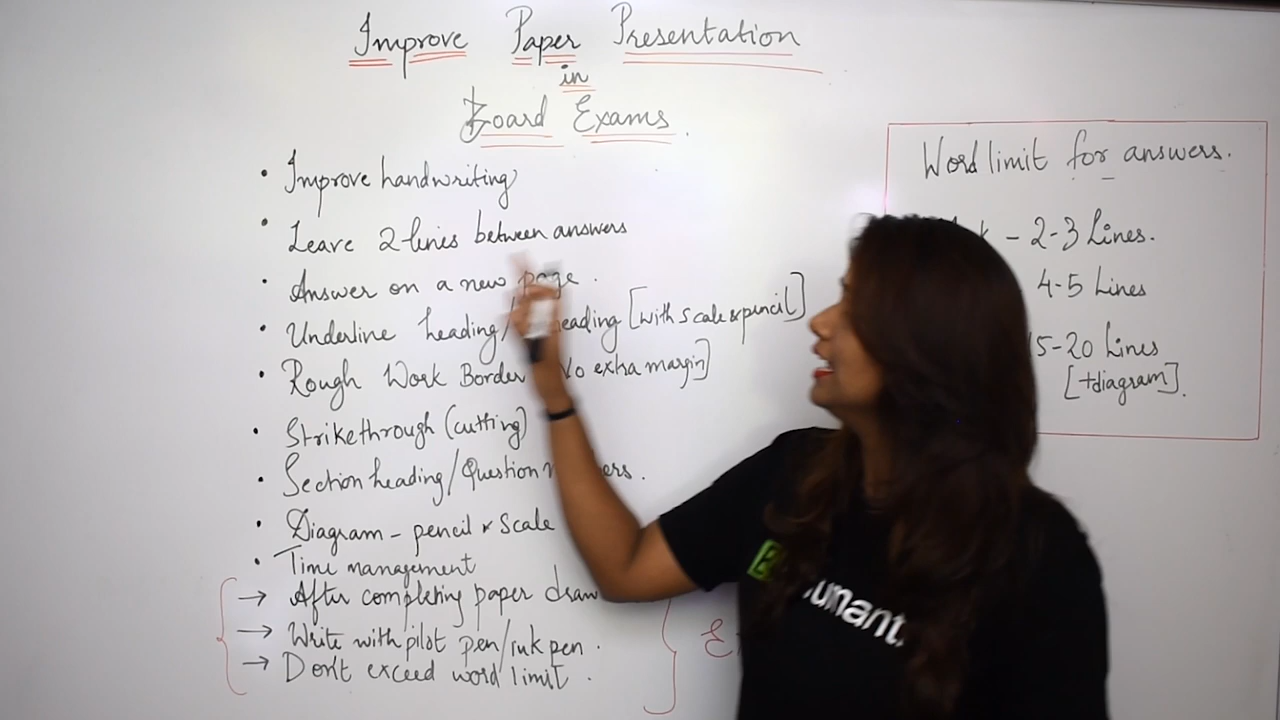 Improve Paper Presentation
in
Board Exams.
• Improve handwriting
• Leave 2 lines between answers
• Answer on a new page.
• Underline heading/ heading [with scale & pencil]
• Rough Work Border No extra margin]
• Strikethrough (cutting)
• Section heading/Question
• Diagram - pencil & Scale
• Time management
→ After completing paper draw
→ Write with pilot pen/ink pen.
→ Don't exceed word limit.
Word limit for answers.
- 2-3 Lines.
4-5 Lines
15-20 Lines
[+diagram].